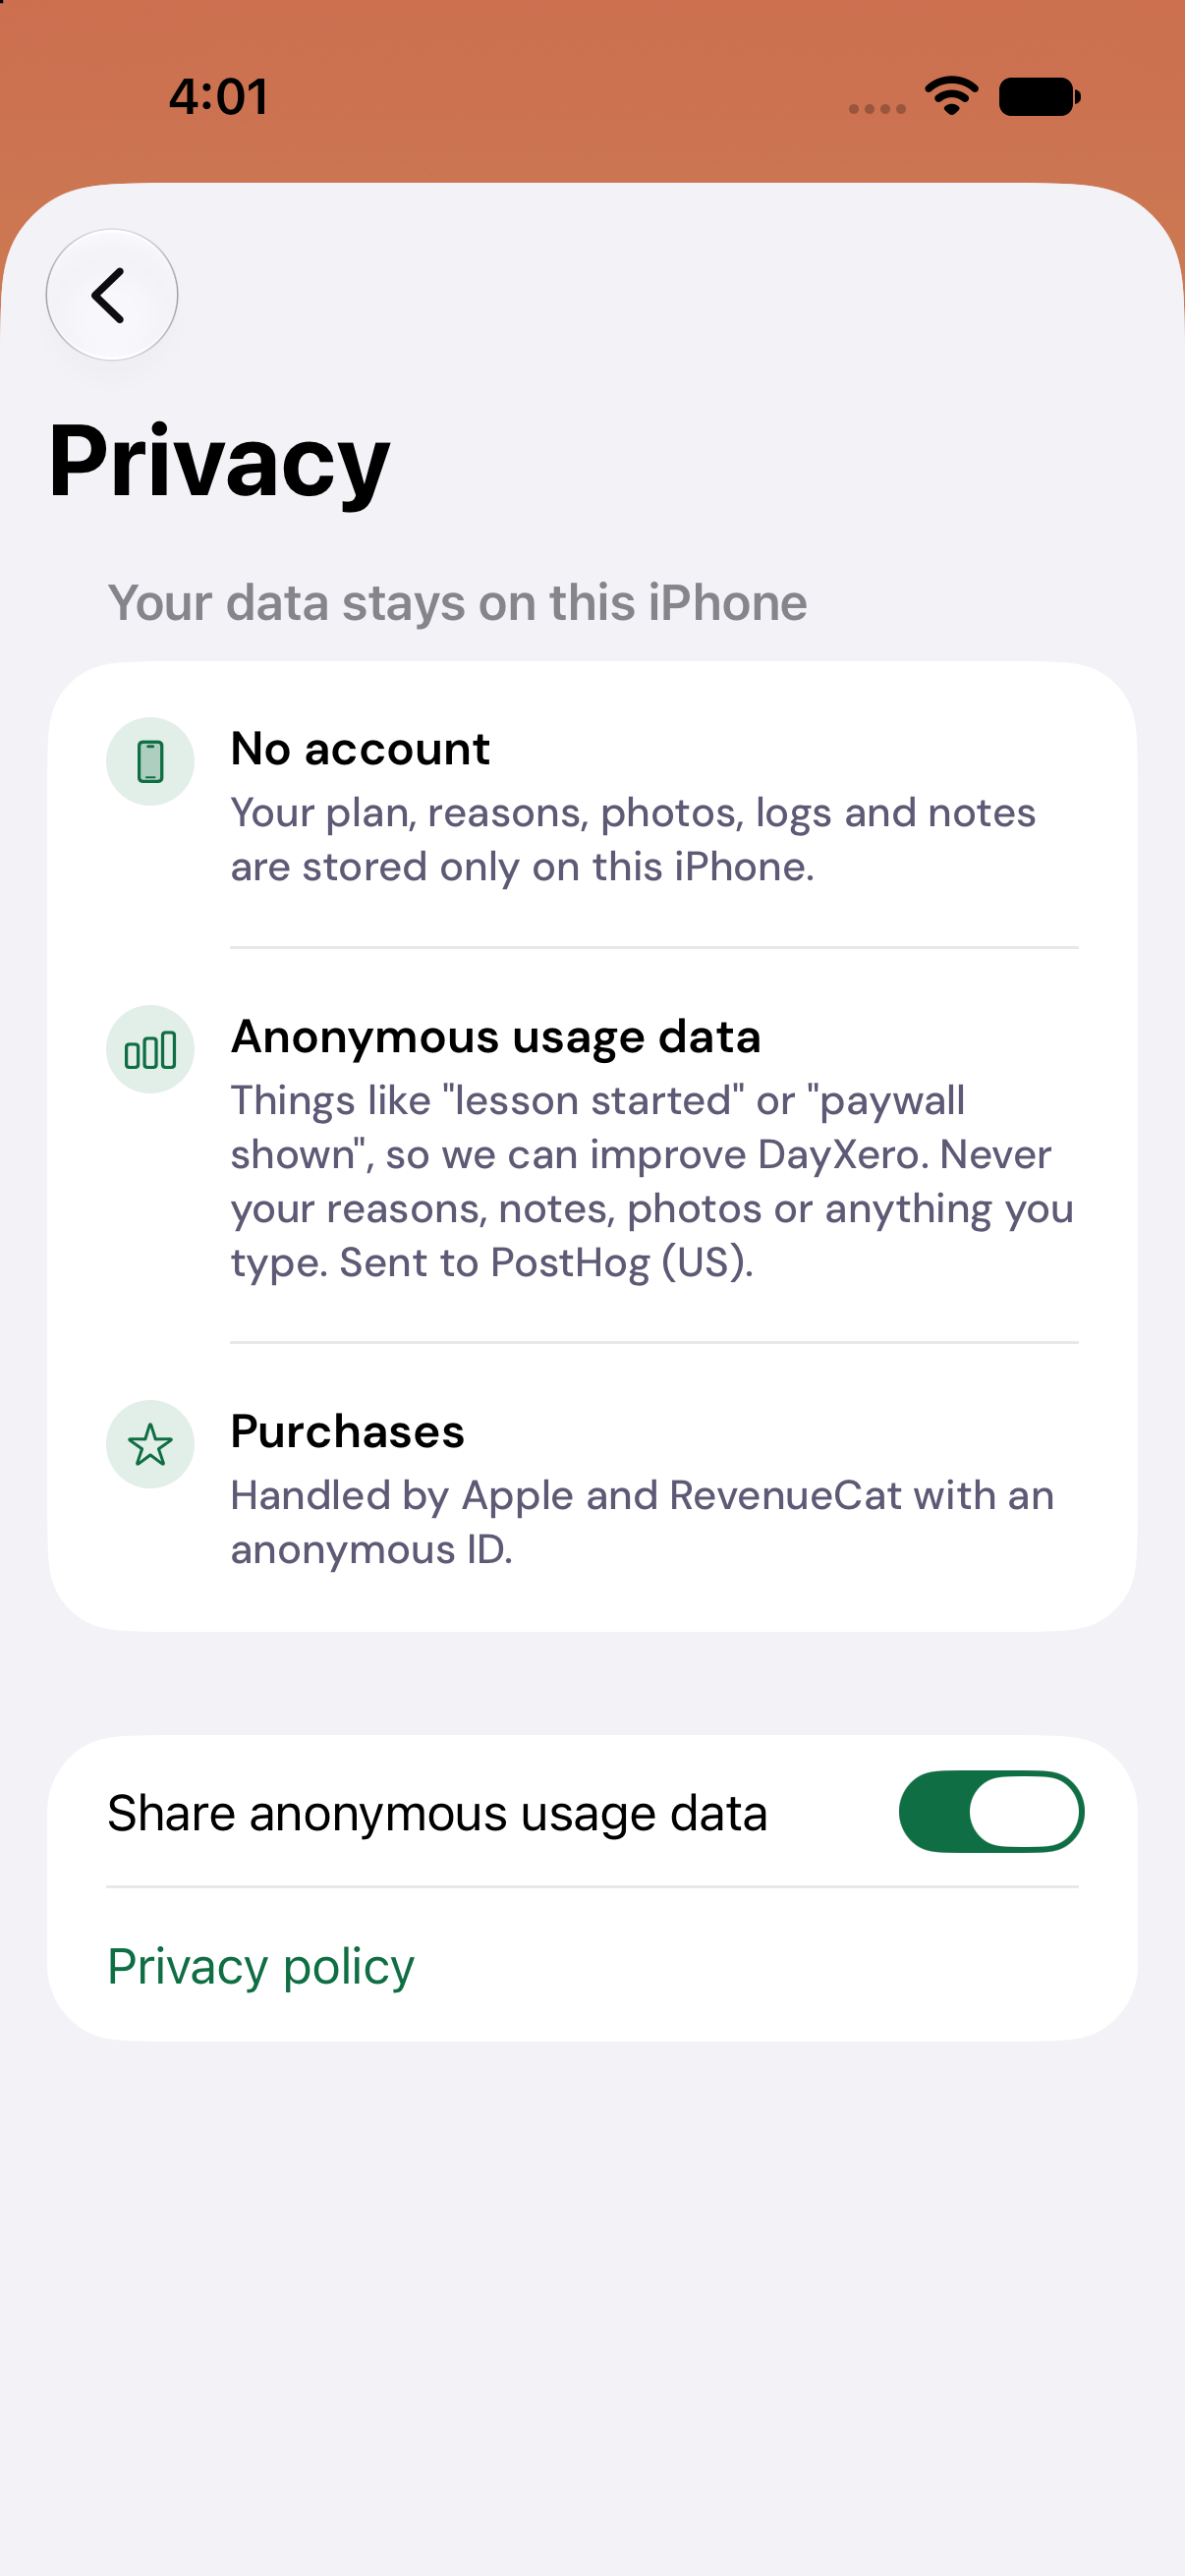 4:01
Privacy
Your data stays on this iPhone
No account
Your plan, reasons, photos, logs and notes
are stored only on this iPhone.
Anonymous usage data
Things like "lesson started" or "paywall
shown", so we can improve DayXero. Never
your reasons, notes, photos or anything you
type. Sent to PostHog (US).
Purchases
Handled by Apple and RevenueCat with an
anonymous ID.
Share anonymous usage data
Privacy policy